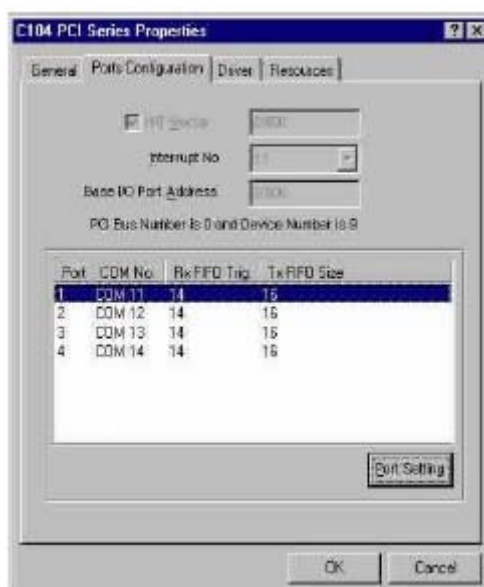 C104 PCI Series Properties
General Ports Configuration Driver Resources
INT Vector
Interrupt No
Base I/O Port Address
PCI Bus Number is 0 and Device Number is 9
Port COM No. Rx FIFO Trig Tx FIFO Size
1 COM 11 14 16
2 COM 12 14 16
3 COM 13 14 16
4 COM 14 14 16
Port Setting
OK Cancel